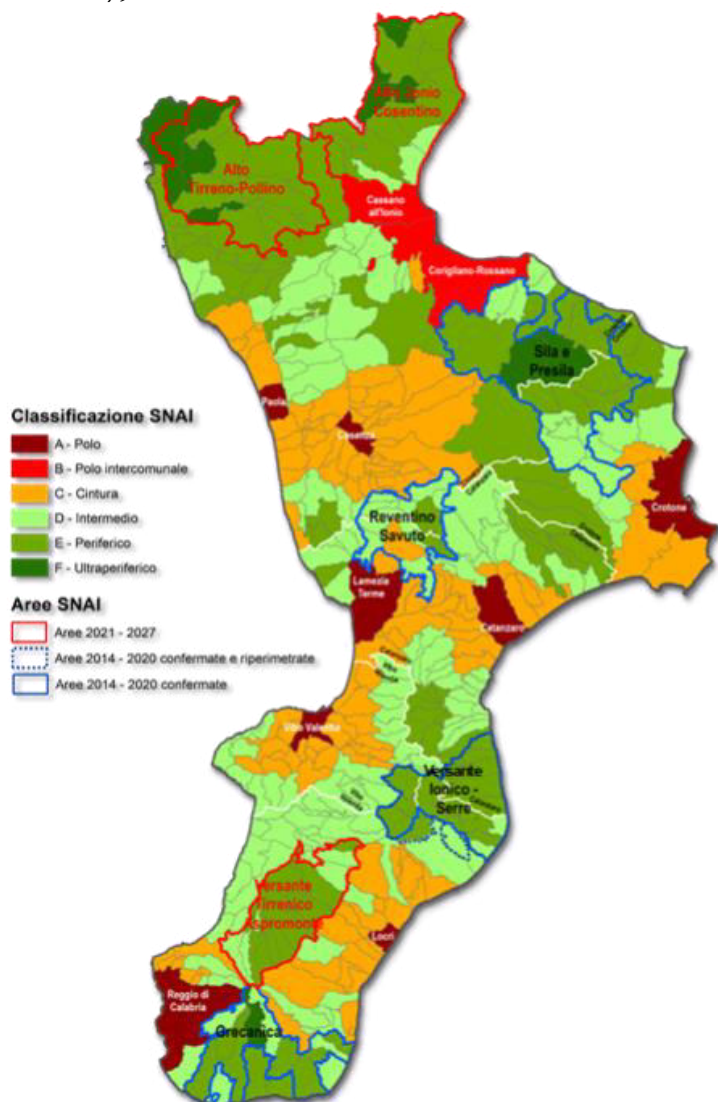 Alto Jonio
Cosentino
Alto
Tirreno-Pollino
Cassano
all'Ionio
Corigliano-Rossano
Sila e
Presila
Paola
Cosenza
Classificazione SNAI
A - Polo
B - Polo intercomunale
C - Cintura
D - Intermedio
E - Periferico
F - Ultraperiferico
Crotone
Reventino
Savuto
Lamezia
Terme
Catanzaro
Aree SNAI
Aree 2021 - 2027
Aree 2014 - 2020 confermate e riperimetrate
Aree 2014 - 2020 confermate
Vibo Valentia
Versante
Ionico -
Serre
Versante
Tirrenico
Aspromonte
Locri
Reggio di
Calabria
Grecanica